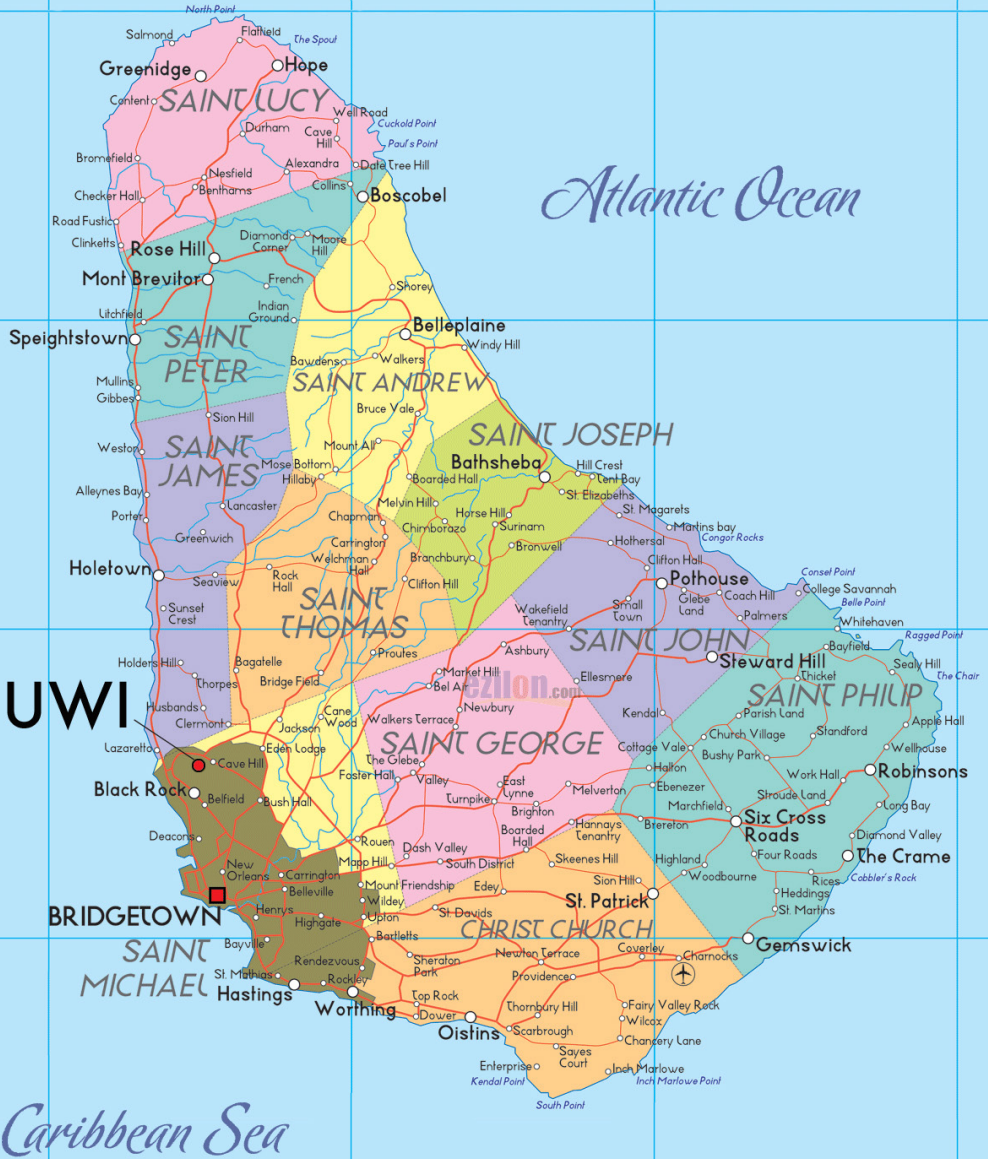 North Point
Salmond
Flatfield
The Spout
Greenidge
Hope
Content
SAINT LUCY
Well Road
Cuckold Point
Durham
Cave
Hill
Paul's Point
Bromefield
Alexandra
Date Tree Hill
Nesfield
Benthams
Collins
Checker Hall
Boscobel
Atlantic Ocean
Road Fustic
Clinketts
Diamond
Corner
Moore
Hill
Rose Hill
Mont Brevitor
French
Shorey
Indian
Ground
Litchfield
Belleplaine
Speightstown
SAINT
PETER
Windy Hill
Bawdens
Walkers
SAINT ANDREW
Mullins
Gibbes
Bruce Vale
Sion Hill
Weston
SAINT
JAMES
Mount All
SAINT JOSEPH
Mose Bottom
Hillaby
Bathsheba
Hill Crest
Tent Bay
Boarded Hall
St. Elizabeths
Alleynes Bay
Lancaster
Melvin Hill
Porter
Chapman
Chimborazo
Horse Hill
Surinam
St. Magarets
Martins bay
Congor Rocks
Greenwich
Carrington
Bronwell
Hothersal
Welchman
Hall
Branchbury
Clifton Hall
Holetown
Seaview
Rock
Hall
Clifton Hill
Pothouse
Conset Point
College Savannah
Coach Hill
Glebe
Land
Belle Point
Sunset
Crest
SAINT
THOMAS
Wakefield
Tenantry
Small
Town
Palmers
Whitehaven
SAINT JOHN
Ragged Point
Ashbury
Bayfield
Holders Hill
Bagatelle
Proutes
Steward Hill
Sealy Hill
The Chair
Thorpes
Bridge Field
Market Hill
Bel Air
ezilon.com
Ellesmere
Thicket
SAINT PHILIP
UWI
Husbands
Clermont
Cane
Wood
Jackson
Newbury
Walkers Terrace
Kendal
Parish Land
Apple Hall
Lazaretto
Eden Lodge
SAINT GEORGE
Church Village
Standford
Cottage Vale
Wellhouse
Cave Hill
The Glebe
Bushy Park
Foster Hall
Valley
Halton
Work Hall
Robinsons
Black Rock
East
Lynne
Melverton
Ebenezer
Belfield
Bush Hall
Turnpike
Brighton
Stroude Land
Marchfield
Long Bay
Deacons
Rouen
Boarded
Hall
Hannays
Tenantry
Brereton
Six Cross
Roads
Diamond Valley
Dash Valley
Mapp Hill
South District
Skeenes Hill
Highland
Four Roads
The Crame
New
Orleans
Carrington
Woodbourne
Cobbler's Rock
Mount Friendship
Edey
Sion Hill
Rices
Belleville
Wildey
St. Patrick
Heddings
BRIDGETOWN
Henrys
Highgate
Upton
St. Davids
St. Martins
CHRIST CHURCH
SAINT
MICHAEL
Bayville
Bartletts
Gemswick
Sheraton
Park
Newton Terrace
Coverley
Charnocks
Rendezvous
St. Mathias
Rockley
Providence
Hastings
Worthing
Top Rock
Dower
Thornbury Hill
Fairy Valley Rock
Wilcox
Oistins
Scarbrough
Chancery Lane
Sayes
Court
Enterprise
Inch Marlowe
Kendal Point
Inch Marlowe Point
South Point
Caribbean Sea